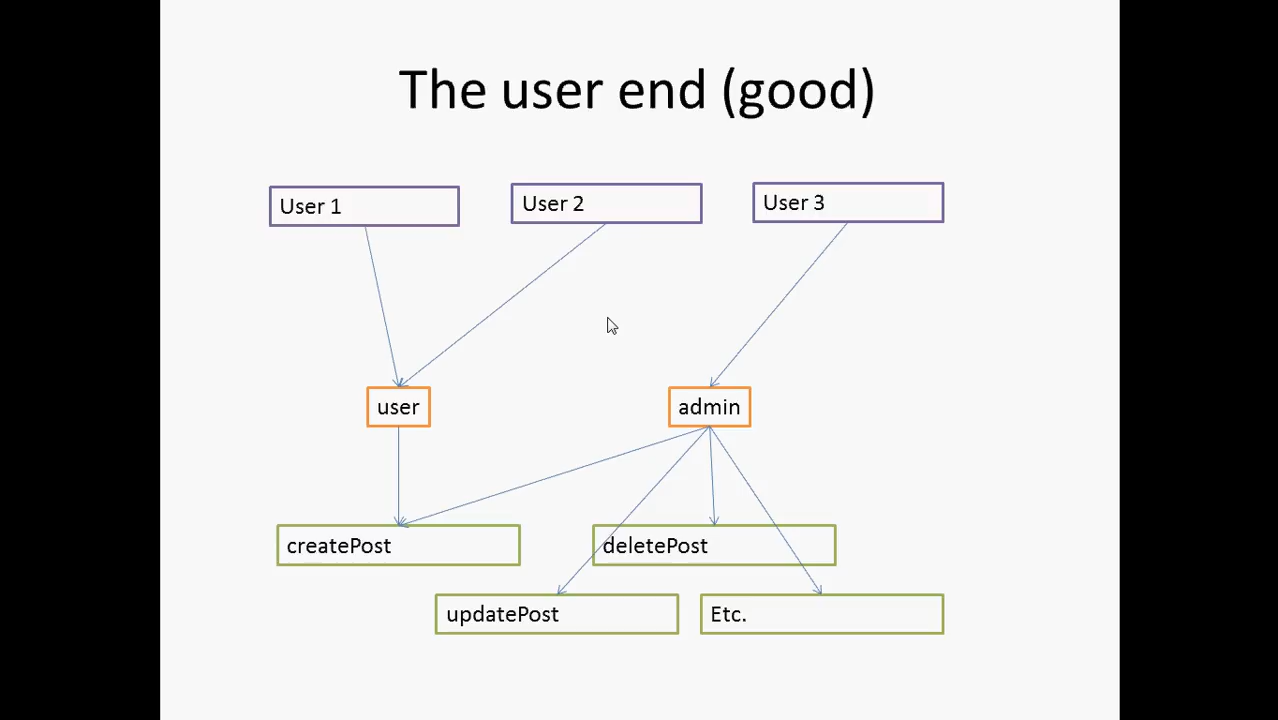 The user end (good)
User 1
User 2
User 3
user
admin
createPost
deletePost
updatePost
Etc.